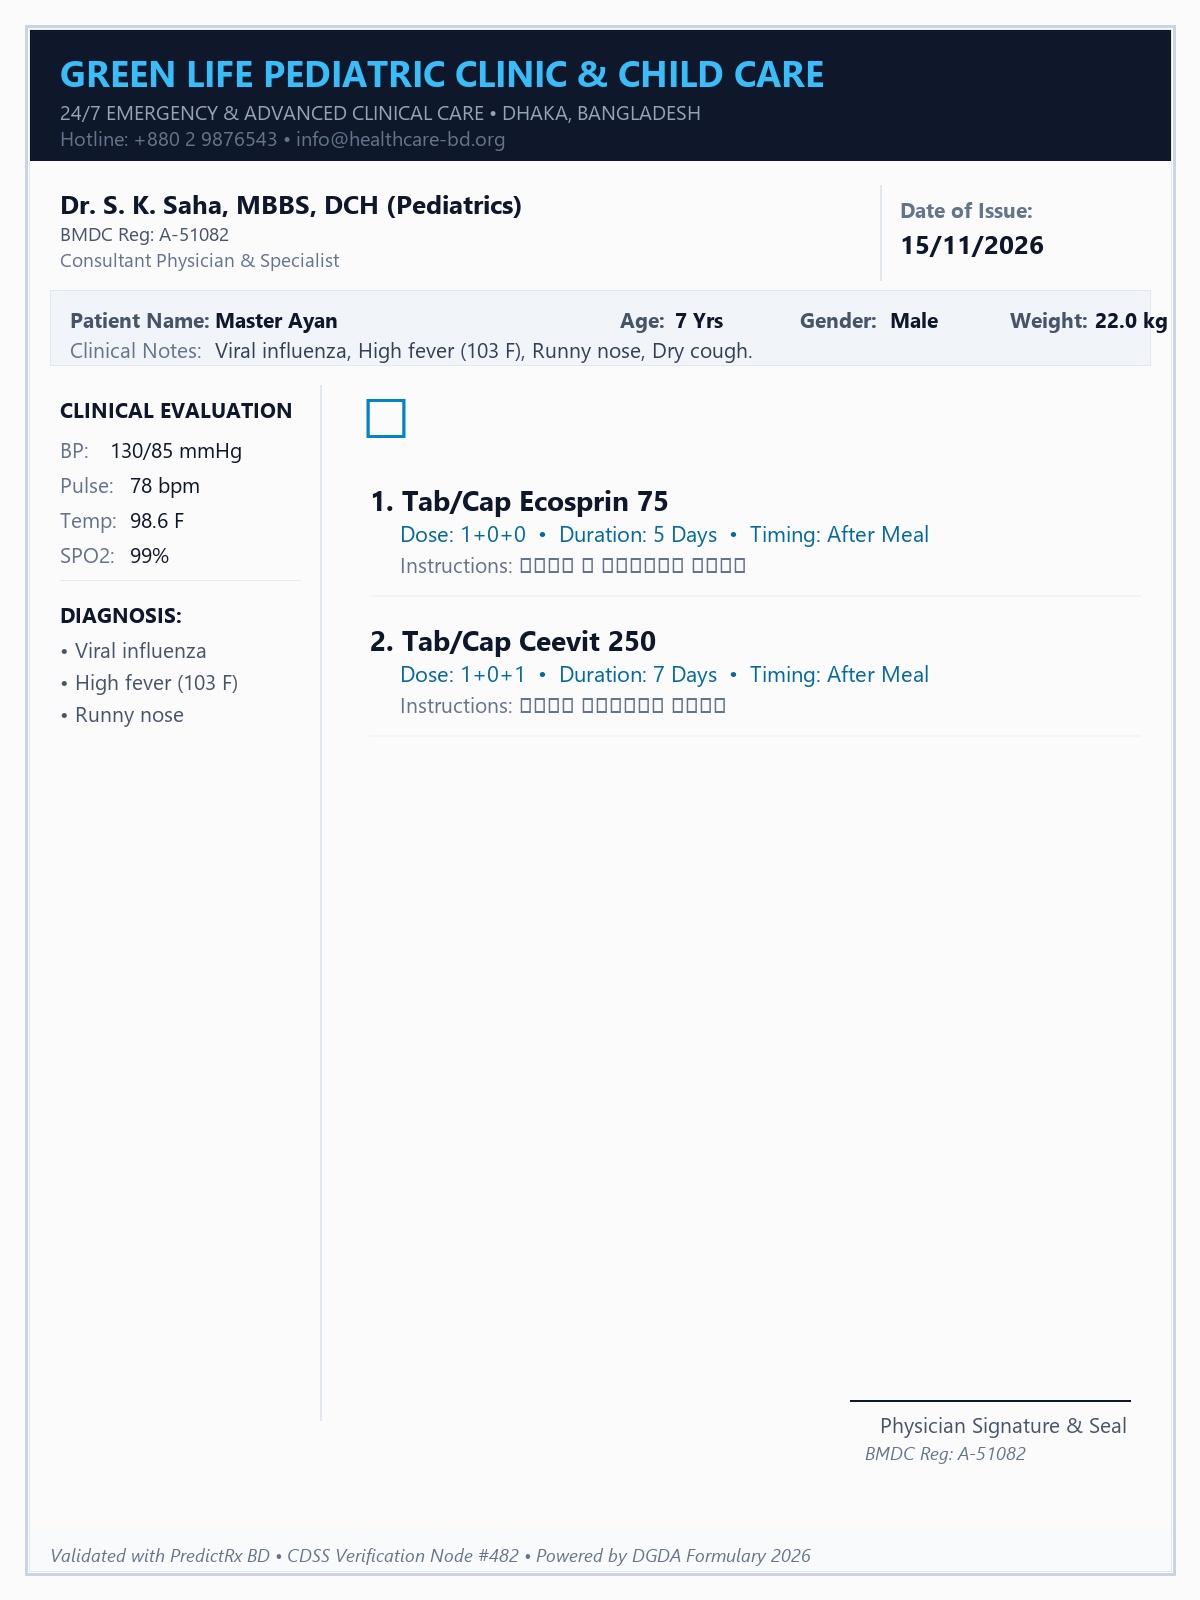 GREEN LIFE PEDIATRIC CLINIC & CHILD CARE
24/7 EMERGENCY & ADVANCED CLINICAL CARE • DHAKA, BANGLADESH
Hotline: +880 2 9876543 • info@healthcare-bd.org
Dr. S. K. Saha, MBBS, DCH (Pediatrics)
BMDC Reg: A-51082
Consultant Physician & Specialist
Date of Issue:
15/11/2026
Patient Name: Master Ayan Age: 7 Yrs Gender: Male Weight: 22.0 kg
Clinical Notes: Viral influenza, High fever (103 F), Runny nose, Dry cough.
CLINICAL EVALUATION
BP: 130/85 mmHg
Pulse: 78 bpm
Temp: 98.6 F
SPO2: 99%
DIAGNOSIS:
• Viral influenza
• High fever (103 F)
• Runny nose
1. Tab/Cap Ecosprin 75
Dose: 1+0+0 • Duration: 5 Days • Timing: After Meal
Instructions:
2. Tab/Cap Ceevit 250
Dose: 1+0+1 • Duration: 7 Days • Timing: After Meal
Instructions:
Physician Signature & Seal
BMDC Reg: A-51082
Validated with PredictRx BD • CDSS Verification Node #482 • Powered by DGDA Formulary 2026